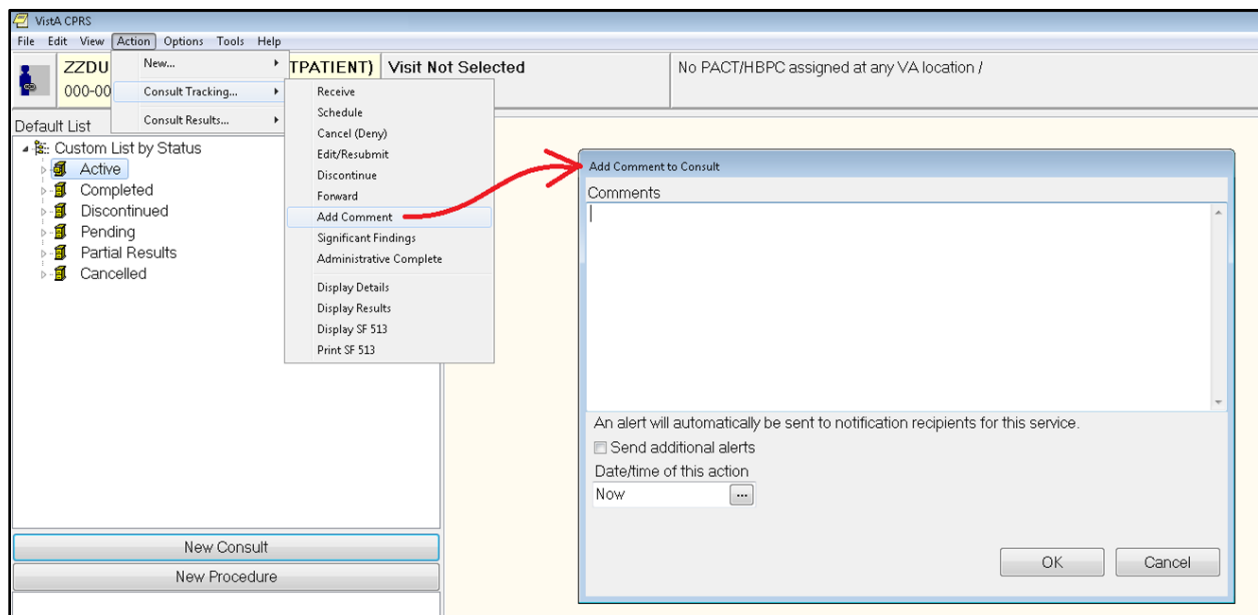 VistA CPRS
File Edit View Action Options Tools Help
ZZDU
New...
TPATIENT)
Visit Not Selected
No PACT/HBPC assigned at any VA location /
000-00
Consult Tracking...
Consult Results...
Default List
Custom List by Status
Active
Completed
Discontinued
Pending
Partial Results
Cancelled
Receive
Schedule
Cancel (Deny)
Edit/Resubmit
Discontinue
Forward
Add Comment
Significant Findings
Administrative Complete
Display Details
Display Results
Display SF 513
Print SF 513
Add Comment to Consult
Comments
An alert will automatically be sent to notification recipients for this service.
Send additional alerts
Date/time of this action
Now ...
OK Cancel
New Consult
New Procedure